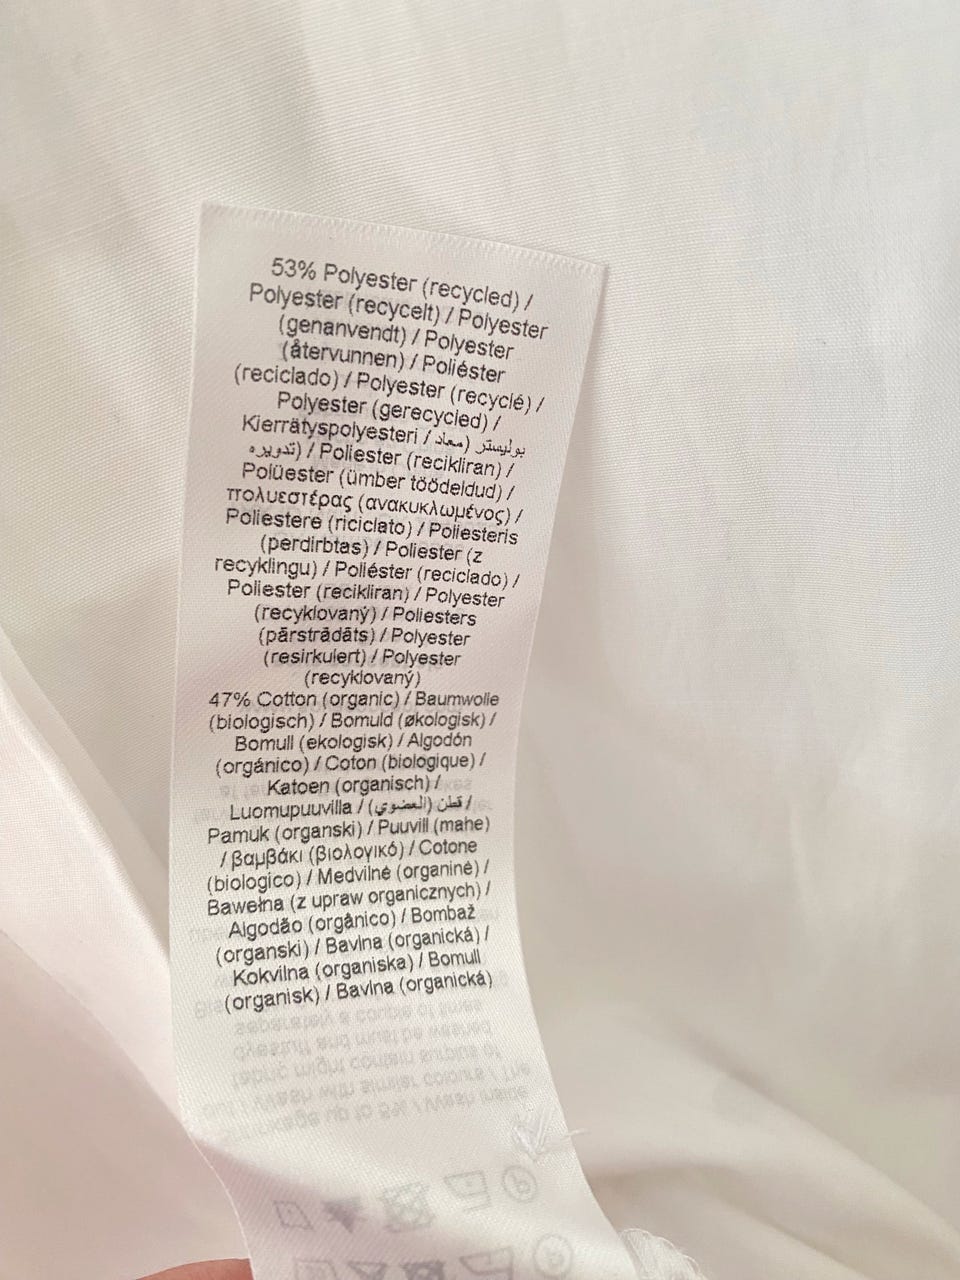 53% Polyester (recycled) /
Polyester (recycelt) / Polyester
(genanvendt) / Polyester
(återvunnen) / Poliéster
(reciclado) / Polyester (recyclé) /
Polyester (gerecycled) /
Kierrätyspolyesteri / بوليستر (معاد
تدويره) / Poliester (recikliran) /
Polüester (ümber töödeldud) /
πολυεστέρας (ανακυκλωμένος) /
Poliestere (riciclato) / Poliesteris
(perdirbtas) / Poliester (z
recyklingu) / Poliéster (reciclado) /
Poliester (recikliran) / Polyester
(recyklovaný) / Poliesters
(pārstrādāts) / Polyester
(resirkulert) / Polyester
(recyklovaný)
47% Cotton (organic) / Baumwolle
(biologisch) / Bomuld (økologisk) /
Bomull (ekologisk) / Algodón
(orgánico) / Coton (biologique) /
Katoen (organisch) /
Luomupuuvilla / قطن (العضوي) /
Pamuk (organski) / Puuvill (mahe)
/ βαμβάκι (βιολογικό) / Cotone
(biologico) / Medvilnė (organinė) /
Bawełna (z upraw organicznych) /
Algodão (orgânico) / Bombaž
(organski) / Bavlna (organická) /
Kokvilna (organiska) / Bomull
(organisk) / Bavlna (organická)